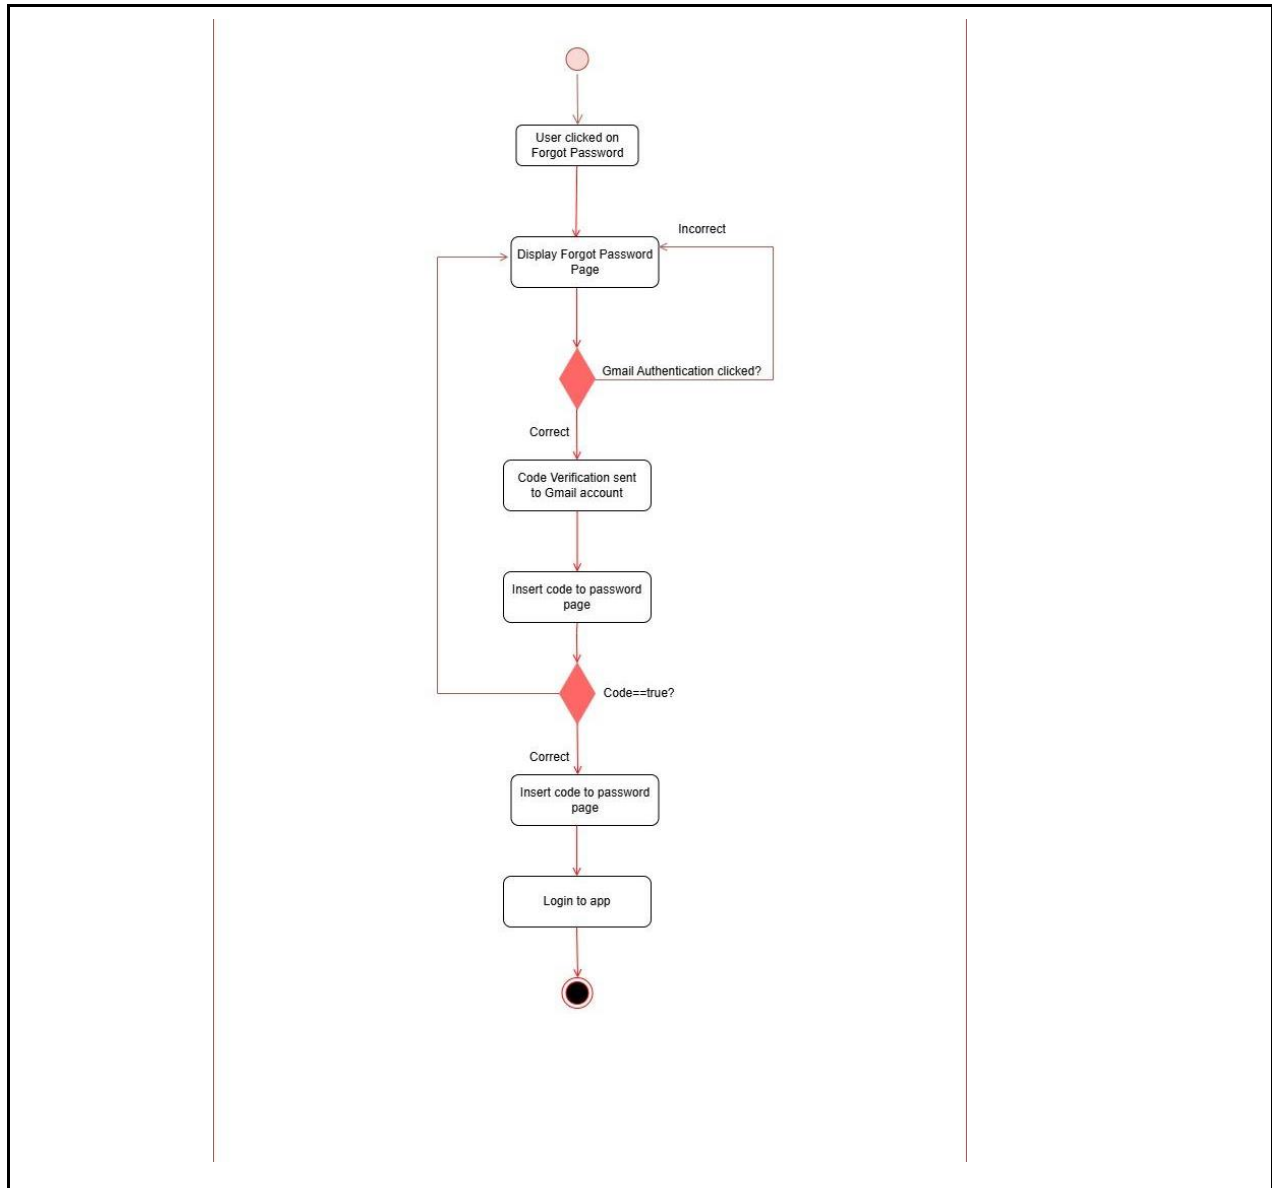 User clicked on
Forgot Password
Incorrect
Display Forgot Password
Page
Gmail Authentication clicked?
Correct
Code Verification sent
to Gmail account
Insert code to password
page
Code==true?
Correct
Insert code to password
page
Login to app